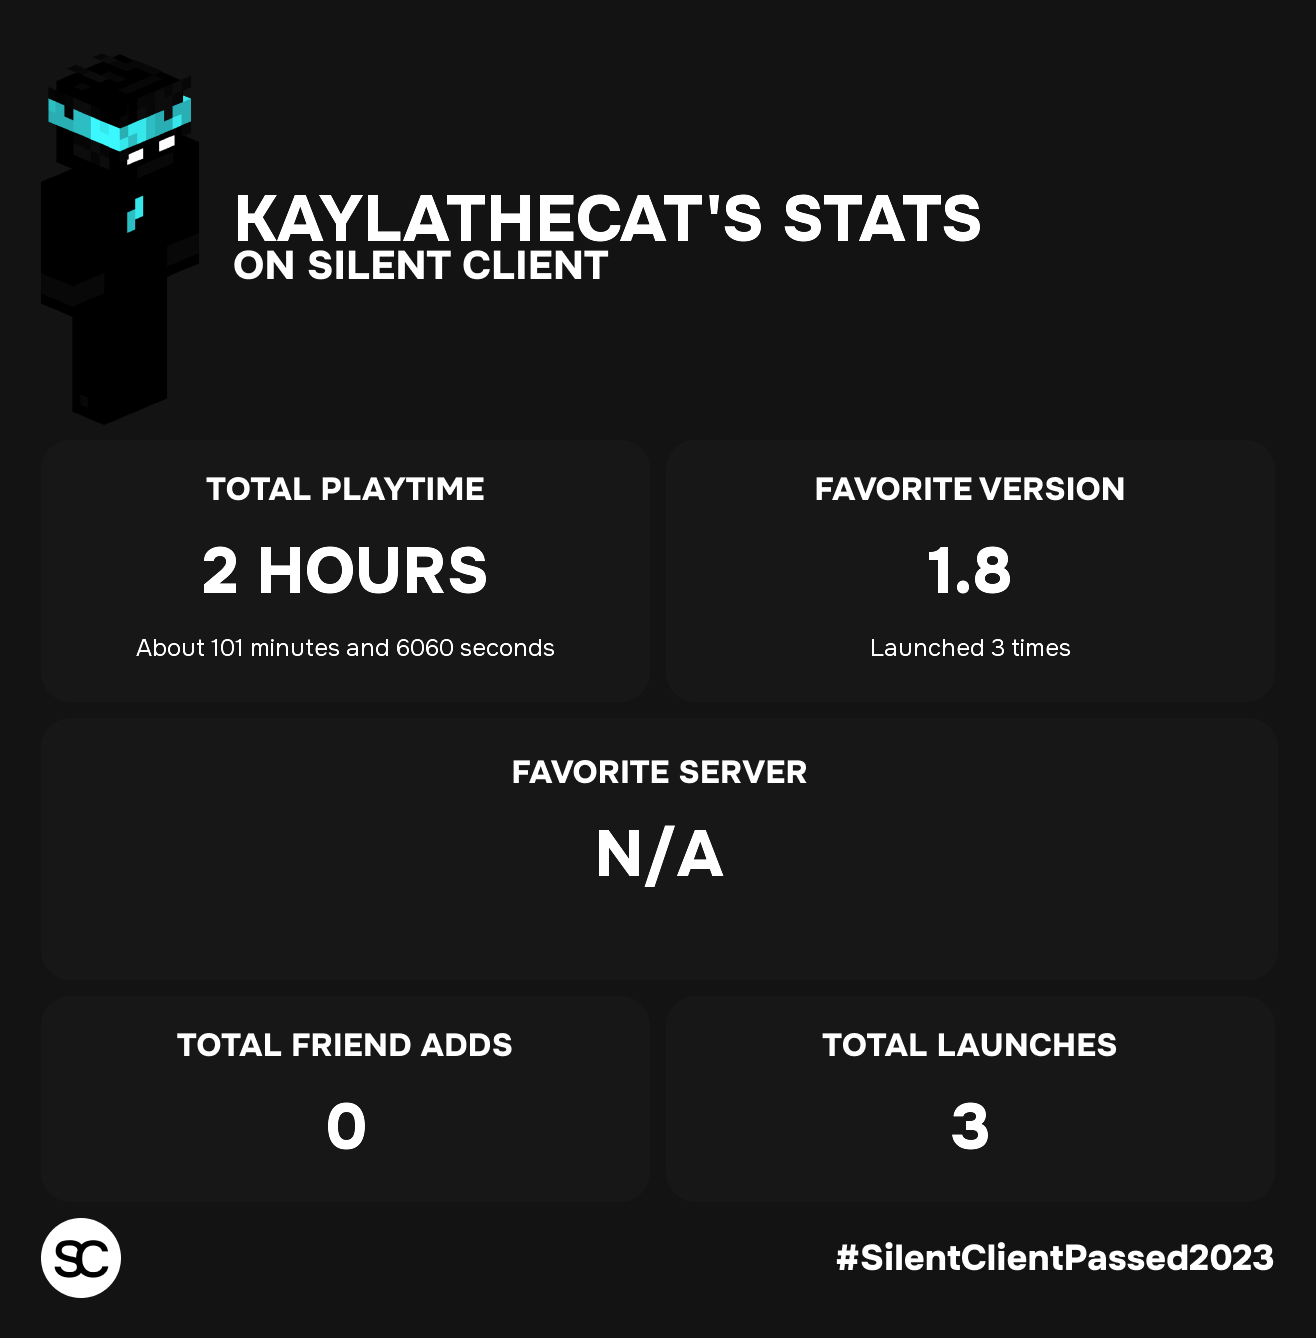 KAYLATHECAT'S STATS
ON SILENT CLIENT
TOTAL PLAYTIME
2 HOURS
About 101 minutes and 6060 seconds
FAVORITE VERSION
1.8
Launched 3 times
FAVORITE SERVER
N/A
TOTAL FRIEND ADDS
0
TOTAL LAUNCHES
3
SC
#SilentClientPassed2023